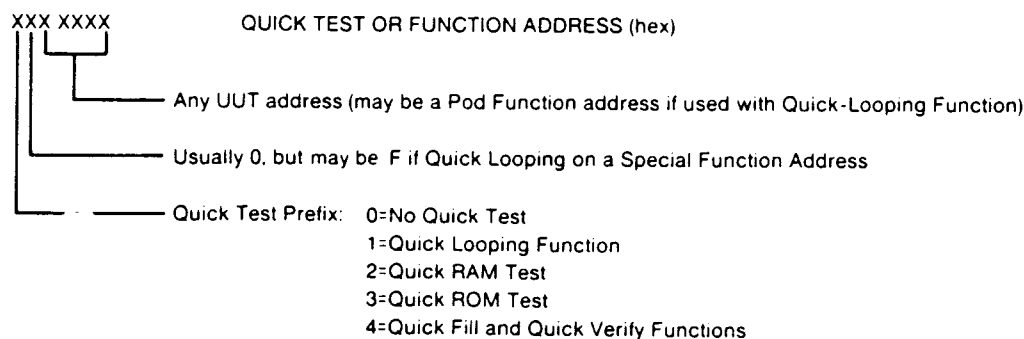 XXX XXXX QUICK TEST OR FUNCTION ADDRESS (hex)
Any UUT address (may be a Pod Function address if used with Quick-Looping Function)
Usually 0, but may be F if Quick Looping on a Special Function Address
Quick Test Prefix: 0=No Quick Test
1=Quick Looping Function
2=Quick RAM Test
3=Quick ROM Test
4=Quick Fill and Quick Verify Functions